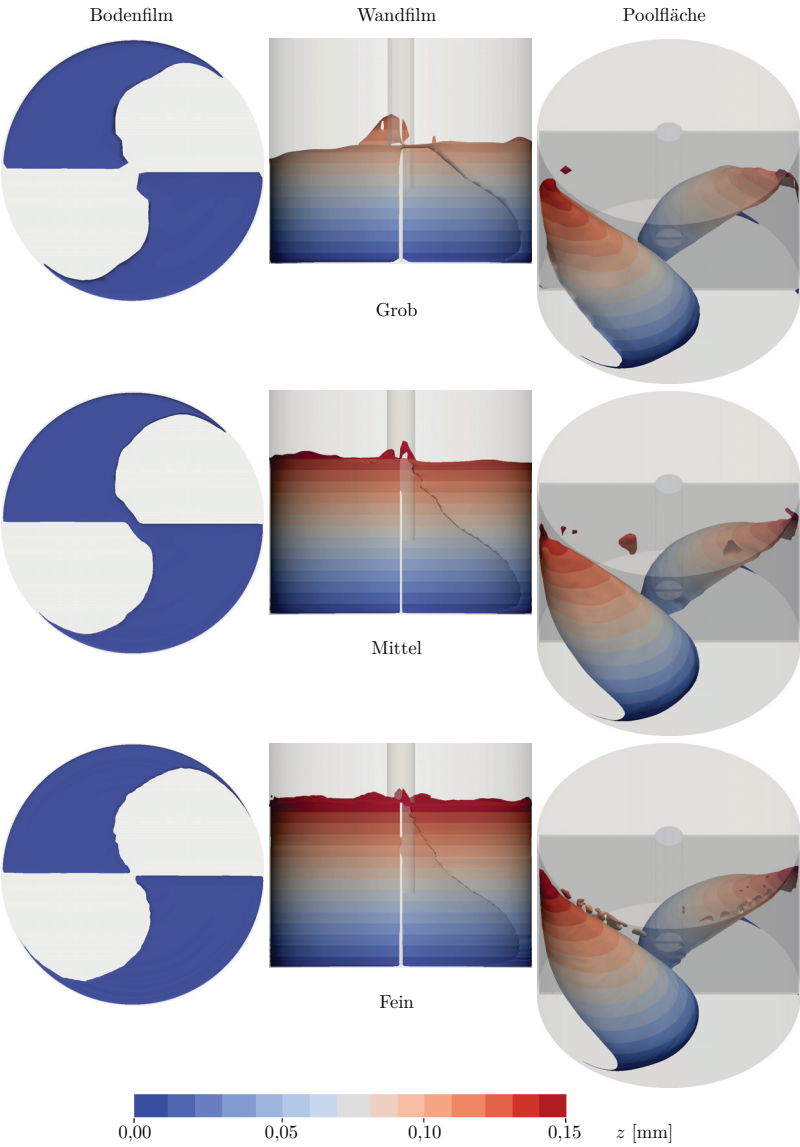 Bodenfilm Wandfilm Poolfläche
Grob
Mittel
Fein
0,00 0,05 0,10 0,15 z [mm]